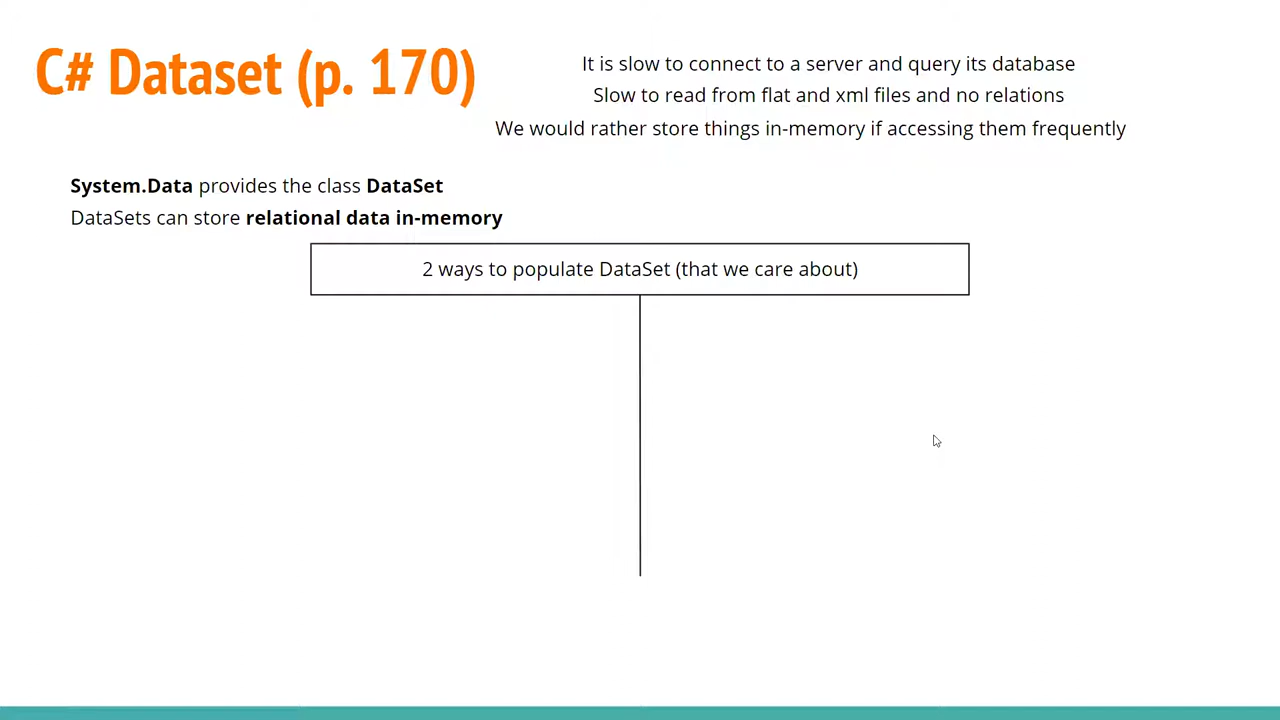 C# Dataset (p. 170)
It is slow to connect to a server and query its database
Slow to read from flat and xml files and no relations
We would rather store things in-memory if accessing them frequently
System.Data provides the class DataSet
DataSets can store relational data in-memory
2 ways to populate DataSet (that we care about)